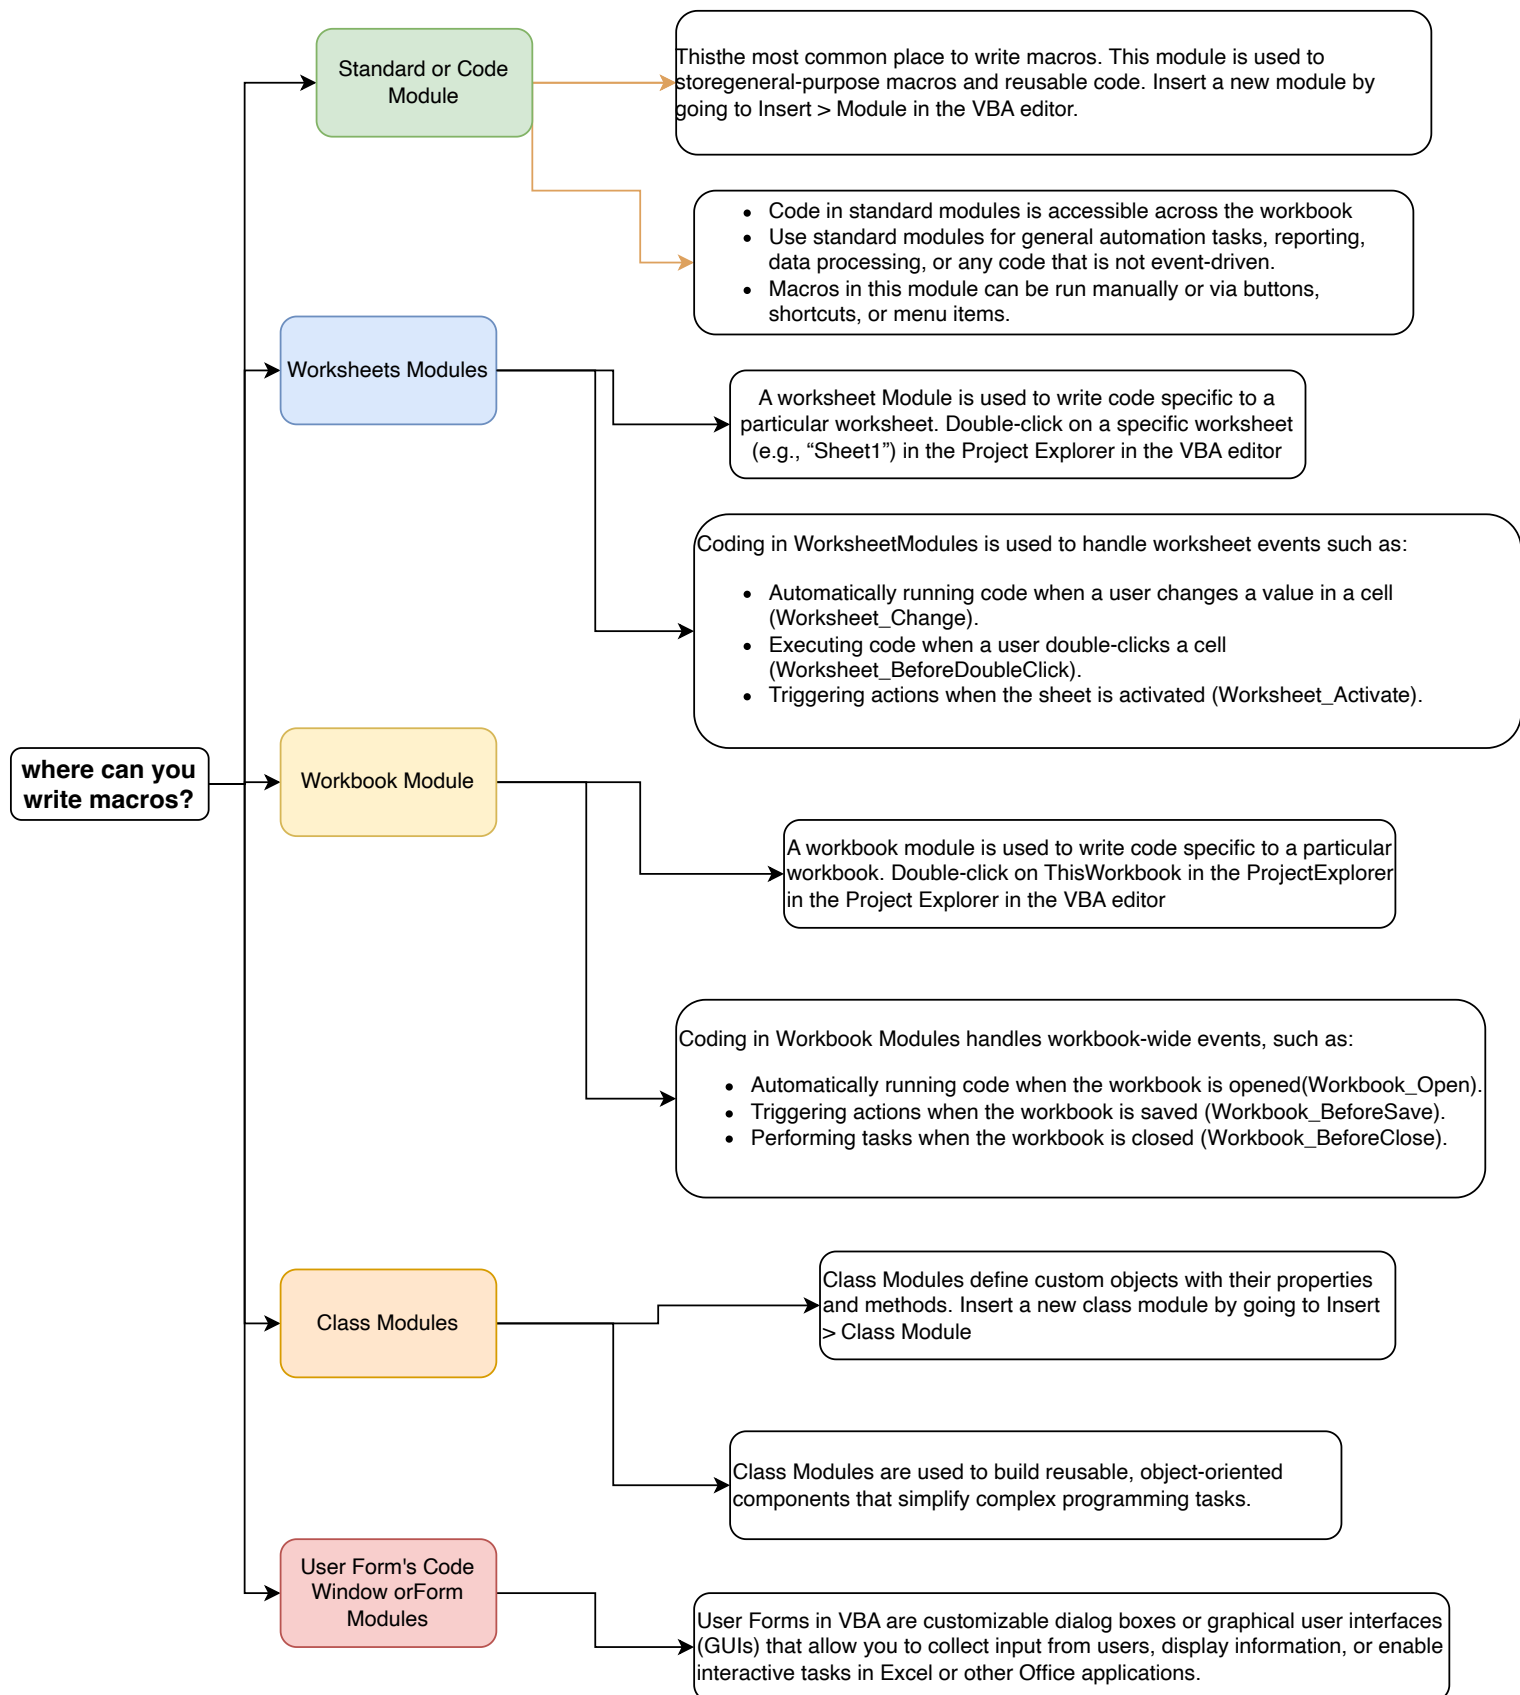 where can you
write macros?
Standard or Code
Module
Thisthe most common place to write macros. This module is used to
storegeneral-purpose macros and reusable code. Insert a new module by
going to Insert > Module in the VBA editor.
• Code in standard modules is accessible across the workbook
• Use standard modules for general automation tasks, reporting,
data processing, or any code that is not event-driven.
• Macros in this module can be run manually or via buttons,
shortcuts, or menu items.
Worksheets Modules
A worksheet Module is used to write code specific to a
particular worksheet. Double-click on a specific worksheet
(e.g., “Sheet1”) in the Project Explorer in the VBA editor
Coding in WorksheetModules is used to handle worksheet events such as:
• Automatically running code when a user changes a value in a cell
(Worksheet_Change).
• Executing code when a user double-clicks a cell
(Worksheet_BeforeDoubleClick).
• Triggering actions when the sheet is activated (Worksheet_Activate).
Workbook Module
A workbook module is used to write code specific to a particular
workbook. Double-click on ThisWorkbook in the ProjectExplorer
in the Project Explorer in the VBA editor
Coding in Workbook Modules handles workbook-wide events, such as:
• Automatically running code when the workbook is opened(Workbook_Open).
• Triggering actions when the workbook is saved (Workbook_BeforeSave).
• Performing tasks when the workbook is closed (Workbook_BeforeClose).
Class Modules
Class Modules define custom objects with their properties
and methods. Insert a new class module by going to Insert
> Class Module
Class Modules are used to build reusable, object-oriented
components that simplify complex programming tasks.
User Form's Code
Window orForm
Modules
User Forms in VBA are customizable dialog boxes or graphical user interfaces
(GUIs) that allow you to collect input from users, display information, or enable
interactive tasks in Excel or other Office applications.